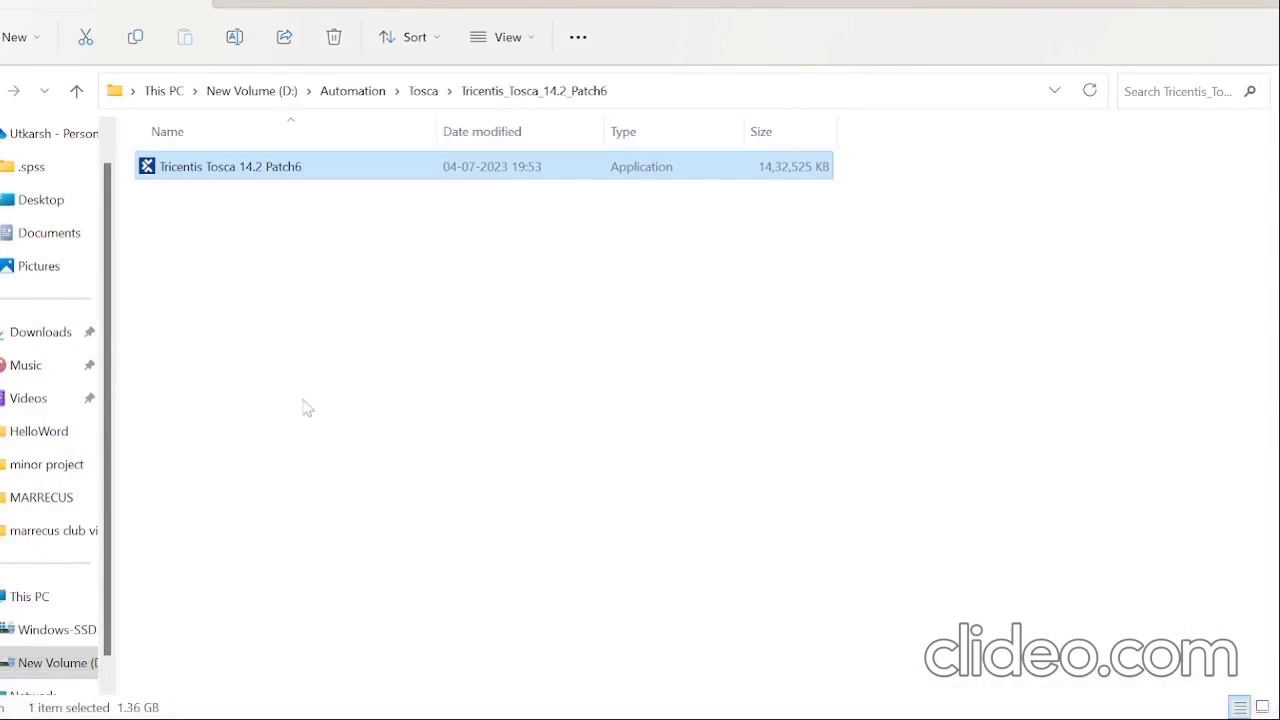 New
Sort
View
This PC > New Volume (D:) > Automation > Tosca > Tricentis_Tosca_14.2_Patch6
Search Tricentis_To...
Name Date modified Type Size
Tricentis Tosca 14.2 Patch6 04-07-2023 19:53 Application 14,32,525 KB
Utkarsh - Person
.spss
Desktop
Documents
Pictures
Downloads
Music
Videos
HelloWord
minor project
MARRECUS
marrecus club vi
This PC
Windows-SSD
New Volume (D
Network
1 item selected 1.36 GB
clideo.com